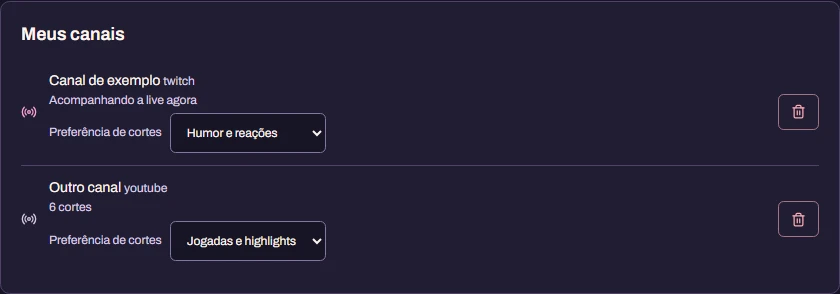 Meus canais
Canal de exemplo twitch
Acompanhando a live agora
Preferência de cortes Humor e reações
Outro canal youtube
6 cortes
Preferência de cortes Jogadas e highlights